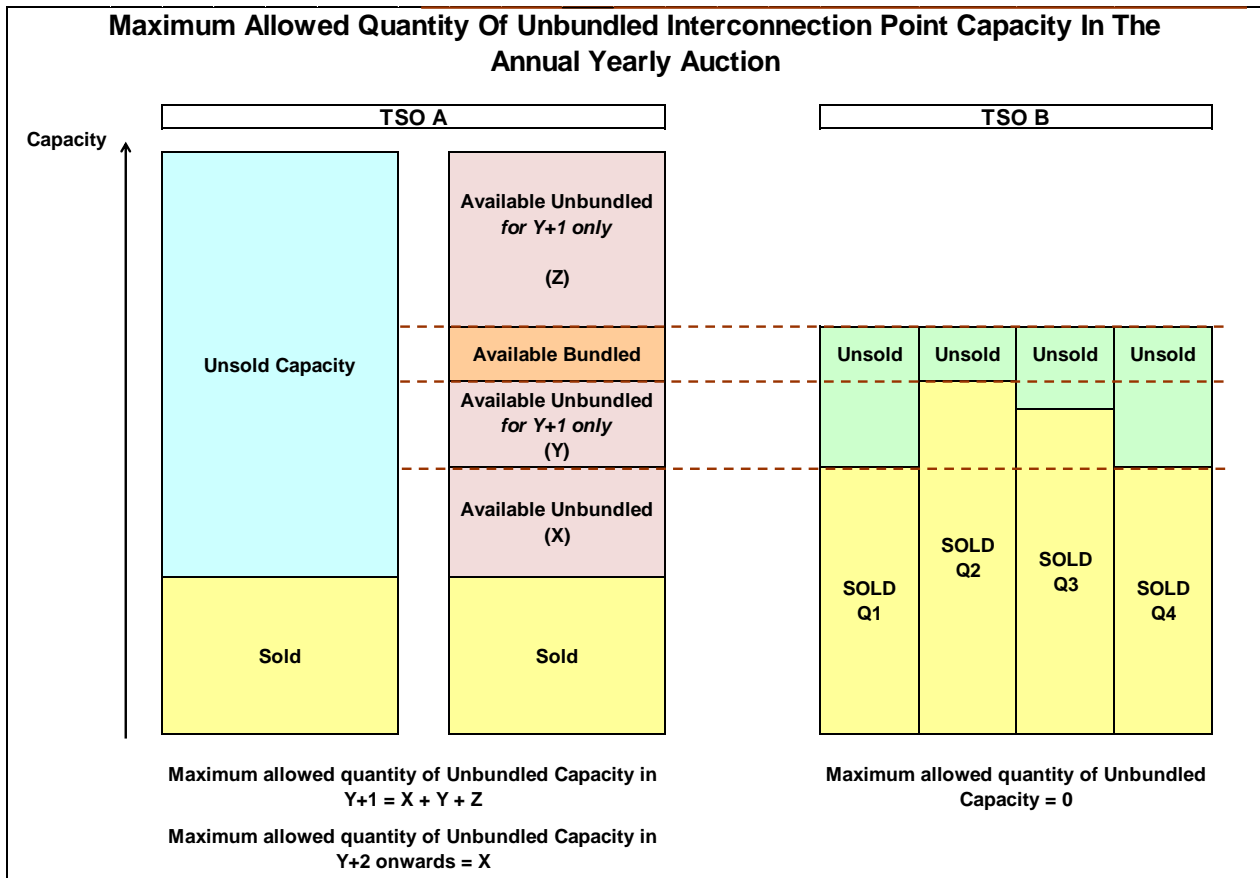 Maximum Allowed Quantity Of Unbundled Interconnection Point Capacity In The
Annual Yearly Auction
TSO A
TSO B
Capacity
Unsold Capacity
Sold
Available Unbundled
for Y+1 only
(Z)
Available Bundled
Available Unbundled
for Y+1 only
(Y)
Available Unbundled
(X)
Sold
Unsold
Unsold
Unsold
Unsold
SOLD
Q1
SOLD
Q2
SOLD
Q3
SOLD
Q4
Maximum allowed quantity of Unbundled Capacity in
Y+1 = X + Y + Z
Maximum allowed quantity of Unbundled Capacity in
Y+2 onwards = X
Maximum allowed quantity of Unbundled
Capacity = 0